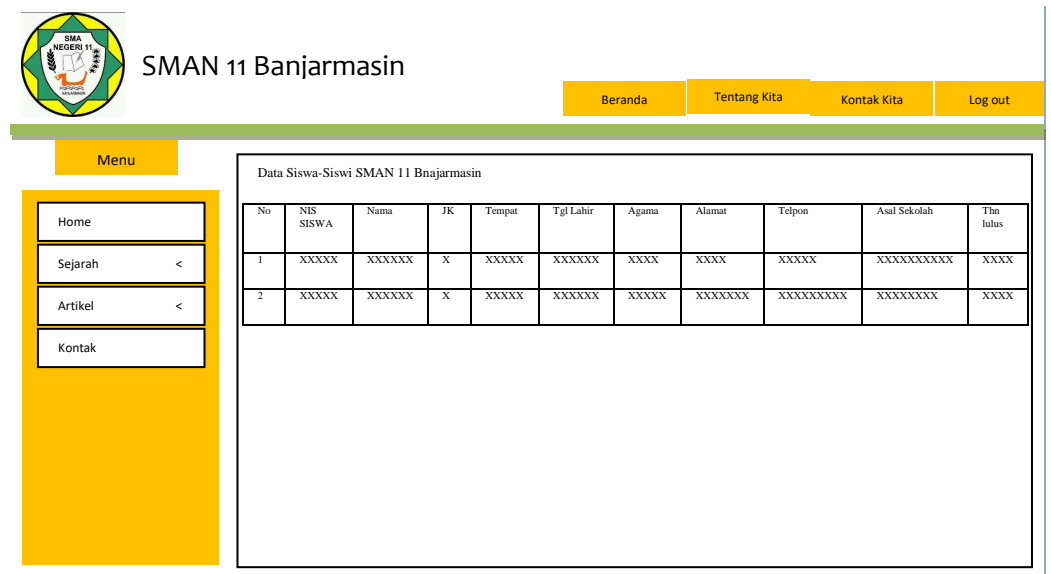 SMA
NEGERI 11
SMAN 11 Banjarmasin
Beranda Tentang Kita Kontak Kita Log out
Menu
Home
Sejarah <
Artikel <
Kontak
Data Siswa-Siswi SMAN 11 Bnajarmasin
No NIS SISWA Nama JK Tempat Tgl Lahir Agama Alamat Telpon Asal Sekolah Thn lulus
1 XXXXX XXXXXX X XXXXX XXXXXX XXXX XXXX XXXXX XXXXXXXXXX XXXX
2 XXXXX XXXXXX X XXXXX XXXXXX XXXXX XXXXXXX XXXXXXXXX XXXXXXXX XXXX